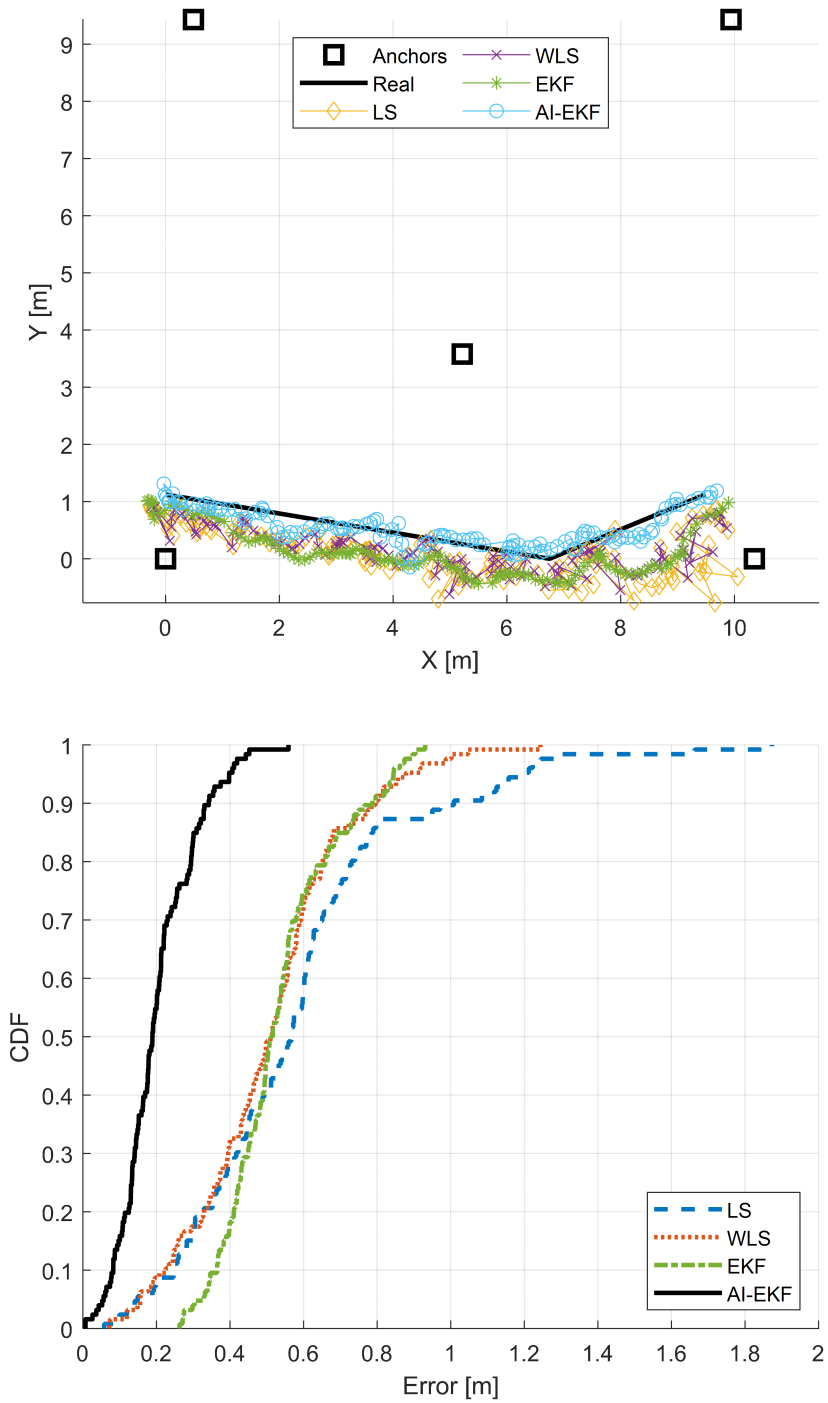 9
8
7
6
5
4
3
2
1
0
Y [m]
Anchors
Real
LS
WLS
EKF
AI-EKF
0 2 4 6 8 10
X [m]
1
0.9
0.8
0.7
0.6
0.5
0.4
0.3
0.2
0.1
0
CDF
LS
WLS
EKF
AI-EKF
0 0.2 0.4 0.6 0.8 1 1.2 1.4 1.6 1.8 2
Error [m]